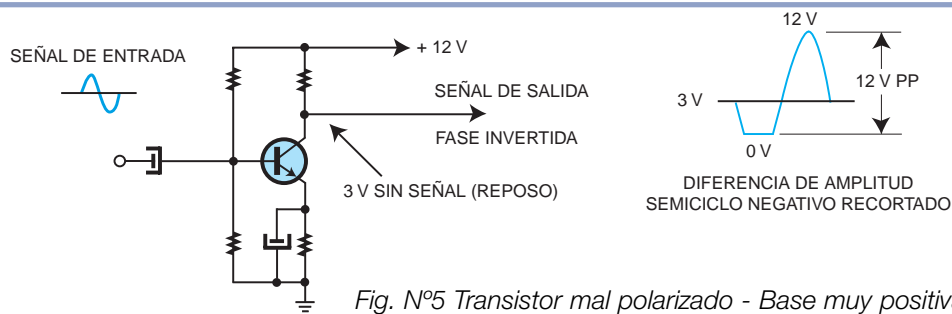 SEÑAL DE ENTRADA
+ 12 V
SEÑAL DE SALIDA
FASE INVERTIDA
3 V SIN SEÑAL (REPOSO)
12 V
12 V PP
3 V
0 V
DIFERENCIA DE AMPLITUD
SEMICICLO NEGATIVO RECORTADO
Fig. Nº5 Transistor mal polarizado - Base muy positiv